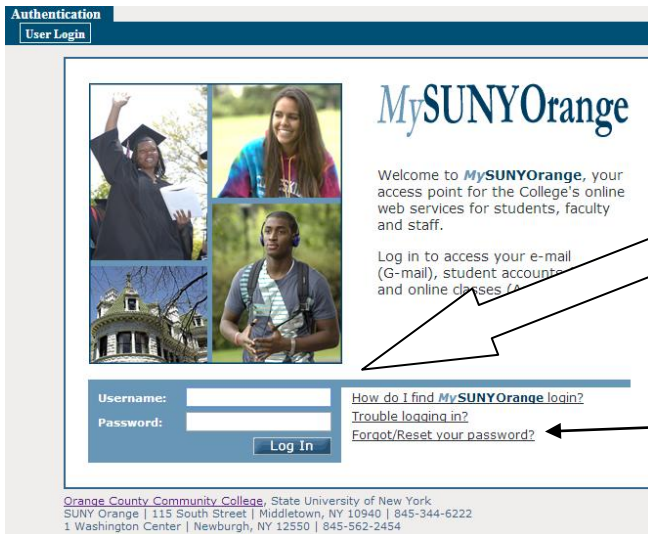 Authentication
User Login
MySUNYOrange
Welcome to MySUNYOrange, your
access point for the College's online
web services for students, faculty
and staff.
Log in to access your e-mail
(G-mail), student accounts
and online classes (A
Username:
Password:
Log In
How do I find MySUNYOrange login?
Trouble logging in?
Forgot/Reset your password?
Orange County Community College, State University of New York
SUNY Orange | 115 South Street | Middletown, NY 10940 | 845-344-6222
1 Washington Center | Newburgh, NY 12550 | 845-562-2454